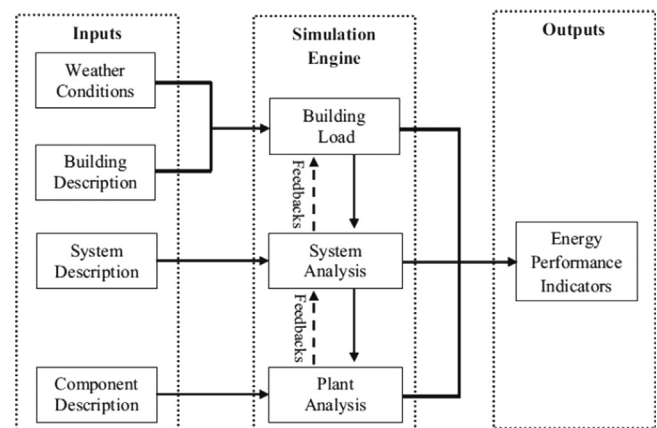 Inputs
Weather
Conditions
Building
Description
System
Description
Component
Description
Simulation
Engine
Building
Load
Feedbacks
System
Analysis
Feedbacks
Plant
Analysis
Outputs
Energy
Performance
Indicators